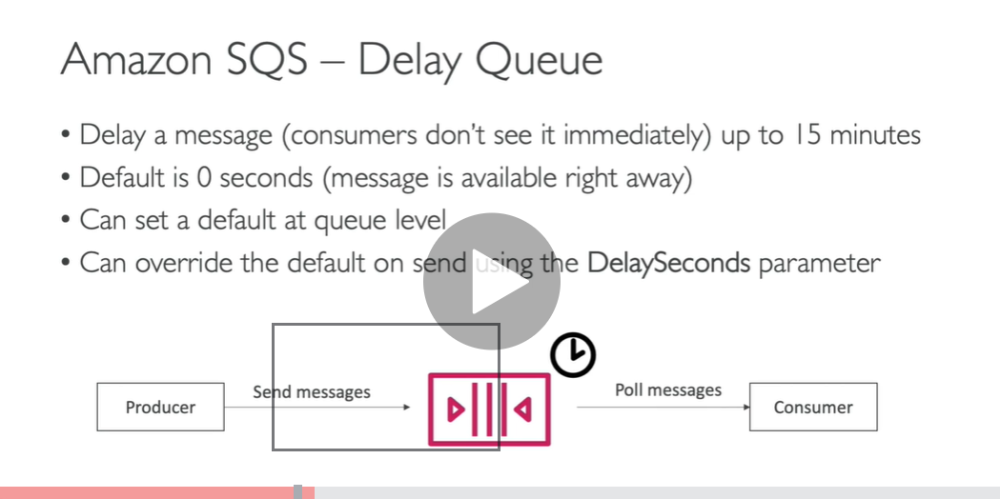 Amazon SQS – Delay Queue
• Delay a message (consumers don't see it immediately) up to 15 minutes
• Default is 0 seconds (message is available right away)
• Can set a default at queue level
• Can override the default on send using the DelaySeconds parameter
Send messages
Poll messages
Producer
Consumer